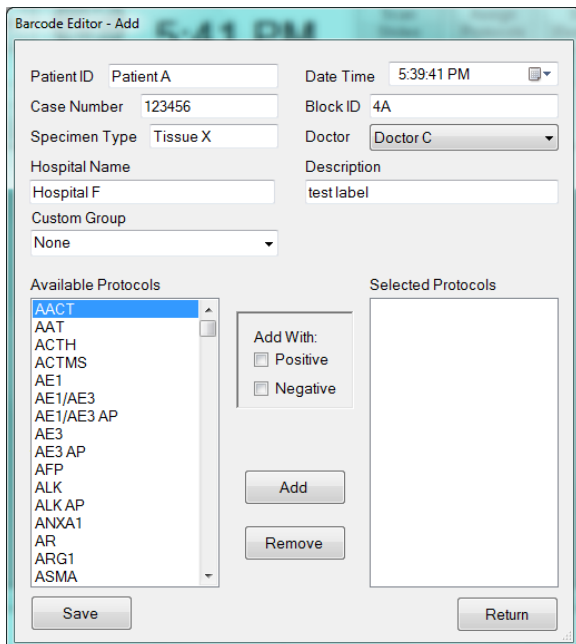 Barcode Editor - Add
5:41 PM
Patient ID Patient A
Date Time 5:39:41 PM
Case Number 123456
Block ID 4A
Specimen Type Tissue X
Doctor Doctor C
Hospital Name
Description
Hospital F
test label
Custom Group
None
Available Protocols
Selected Protocols
AACT
AAT
ACTH
ACTMS
AE1
AE1/AE3
AE1/AE3 AP
AE3
AE3 AP
AFP
ALK
ALK AP
ANXA1
AR
ARG1
ASMA
Add With:
Positive
Negative
Add
Remove
Save
Return